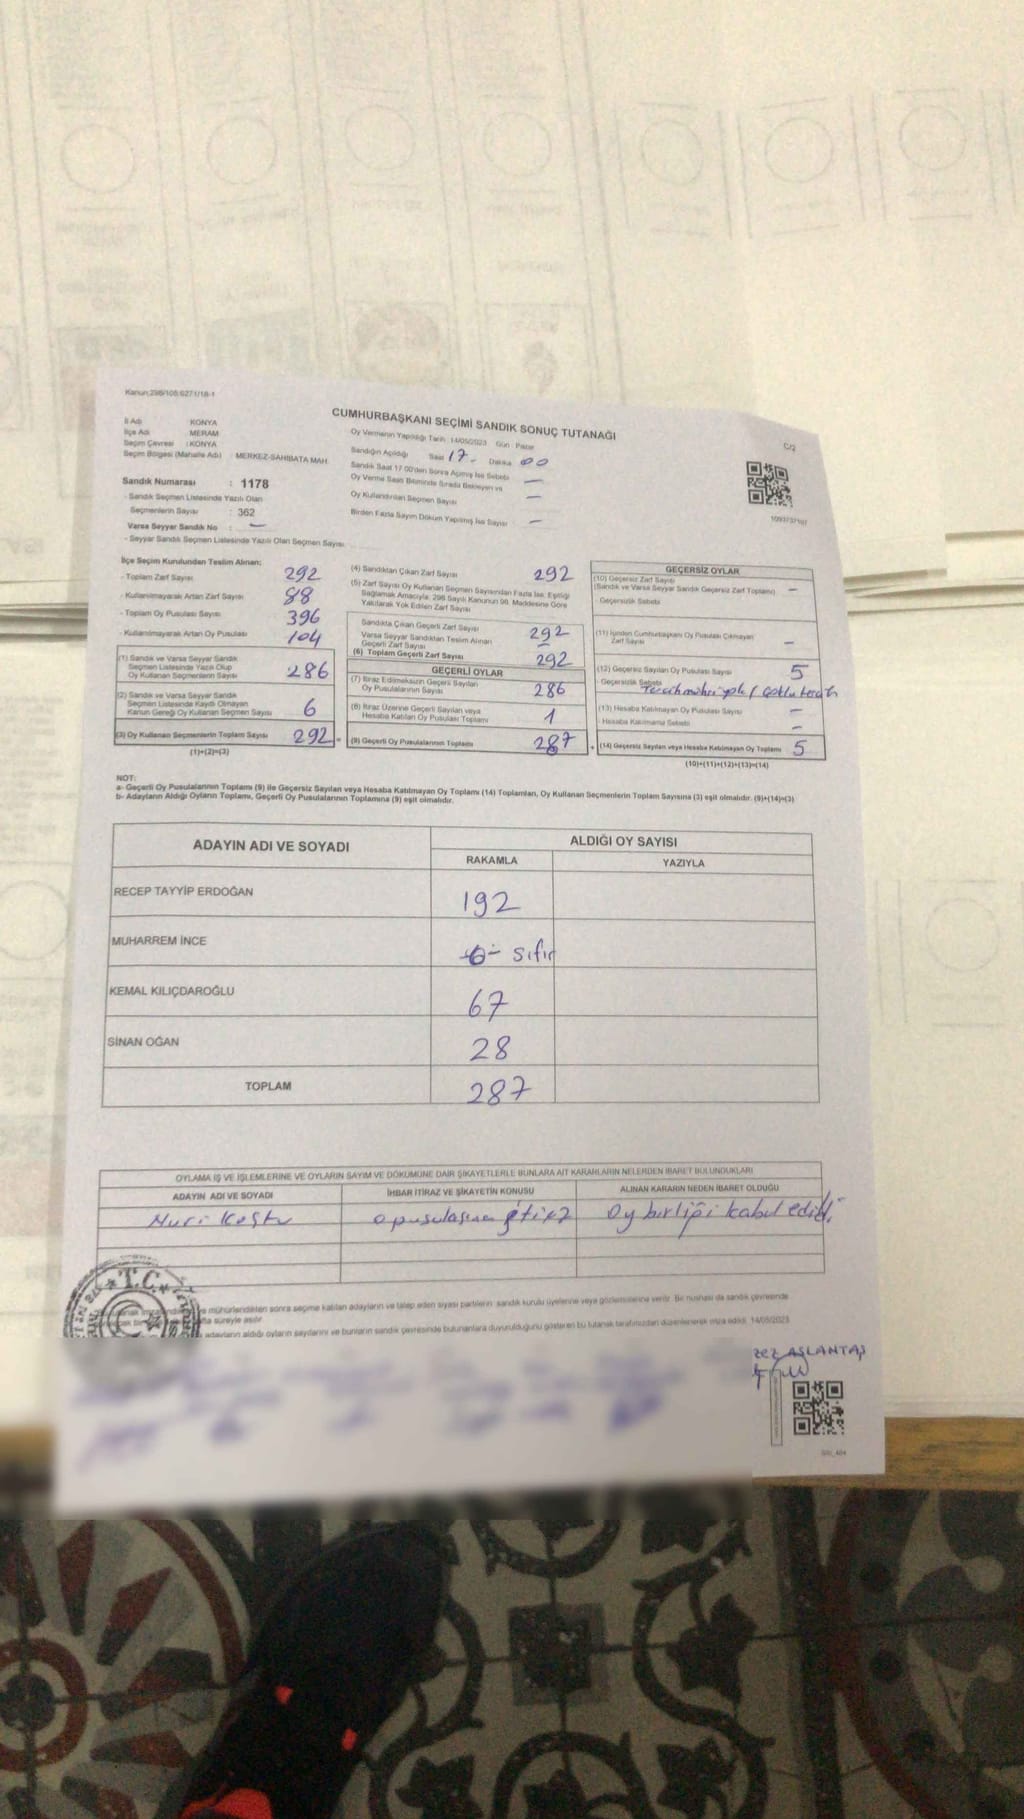 Kanun:298/105;6271/18-1
CUMHURBAŞKANI SEÇİMİ SANDIK SONUÇ TUTANAĞI
C/2
İl Adı KONYA
İlçe Adı : MERAM
Seçim Çevresi : KONYA
Seçim Bölgesi (Mahalle Adı) : MERKEZ-SAHİBATA MAH.
Sandık Numarası : 1178
- Sandık Seçmen Listesinde Yazılı Olan
Seçmenlerin Sayısı : 362
Varsa Seyyar Sandık No : —
- Seyyar Sandık Seçmen Listesinde Yazılı Olan Seçmen Sayısı
Oy Vermenin Yapıldığı Tarih : 14/05/2023 Gün : Pazar
Sandığın Açıldığı Saat 17 - Dakika 00
Sandık Saat 17.00'den Sonra Açılmış İse Sebebi —
Oy Verme Saati Bitiminde Sırada Bekleyen ve
Oy Kullandırılan Seçmen Sayısı —
Birden Fazla Sayım Döküm Yapılmış İse Sayısı —
İlçe Seçim Kurulundan Teslim Alınan:
- Toplam Zarf Sayısı 292
- Kullanılmayarak Artan Zarf Sayısı 88
- Toplam Oy Pusulası Sayısı 396
- Kullanılmayarak Artan Oy Pusulası 104
(1) Sandık ve Varsa Seyyar Sandık
Seçmen Listesinde Yazılı Olup
Oy Kullanan Seçmenlerin Sayısı 286
(2) Sandık ve Varsa Seyyar Sandık
Seçmen Listesinde Kaydı Olmayan
Kanun Gereği Oy Kullanan Seçmen Sayısı 6
(3) Oy Kullanan Seçmenlerin Toplam Sayısı 292 =
(1)+(2)=(3)
(4) Sandıktan Çıkan Zarf Sayısı 292
(5) Zarf Sayısı Oy Kullanan Seçmen Sayısından Fazla İse, Eşitliği
Sağlamak Amacıyla; 298 Sayılı Kanunun 98. Maddesine Göre
Yakılarak Yok Edilen Zarf Sayısı
Sandıkta Çıkan Geçerli Zarf Sayısı 292
Varsa Seyyar Sandıktan Teslim Alınan
Geçerli Zarf Sayısı —
(6) Toplam Geçerli Zarf Sayısı 292
GEÇERLİ OYLAR
(7) İtiraz Edilmeksizin Geçerli Sayılan
Oy Pusulalarının Sayısı 286
(8) İtiraz Üzerine Geçerli Sayılan veya
Hesaba Katılan Oy Pusulası Toplamı 1
(9) Geçerli Oy Pusulalarının Toplamı 287 +
GEÇERSİZ OYLAR
(10) Geçersiz Zarf Sayısı
(Sandık ve Varsa Seyyar Sandık Geçersiz Zarf Toplamı) —
- Geçersizlik Sebebi
(11) İçinden Cumhurbaşkanı Oy Pusulası Çıkmayan
Zarf Sayısı —
(12) Geçersiz Sayılan Oy Pusulası Sayısı 5
- Geçersizlik Sebebi Tercih mührü yok / çoklu tercih
(13) Hesaba Katılmayan Oy Pusulası Sayısı —
- Hesaba Katılmama Sebebi —
(14) Geçersiz Sayılan veya Hesaba Katılmayan Oy Toplamı 5
(10)+(11)+(12)+(13)=(14)
NOT:
a- Geçerli Oy Pusulalarının Toplamı (9) ile Geçersiz Sayılan veya Hesaba Katılmayan Oy Toplamı (14) Toplamları, Oy Kullanan Seçmenlerin Toplam Sayısına (3) eşit olmalıdır. (9)+(14)=(3)
b- Adayların Aldığı Oyların Toplamı, Geçerli Oy Pusulalarının Toplamına (9) eşit olmalıdır.
ADAYIN ADI VE SOYADI ALDIĞI OY SAYISI
RAKAMLA YAZIYLA
RECEP TAYYİP ERDOĞAN 192
MUHARREM İNCE -0- sıfır
KEMAL KILIÇDAROĞLU 67
SİNAN OĞAN 28
TOPLAM 287
OYLAMA İŞ VE İŞLEMLERİNE VE OYLARIN SAYIM VE DÖKÜMÜNE DAİR ŞİKAYETLERLE BUNLARA AİT KARARLARIN NELERDEN İBARET BULUNDUKLARI
ADAYIN ADI VE SOYADI İHBAR İTİRAZ VE ŞİKAYETİN KONUSU ALINAN KARARIN NEDEN İBARET OLDUĞU
Nuri Oy birliği kabul edildi
T.C.
mühürlendikten sonra seçime katılan adayların ve talep eden siyasi partilerin sandık kurulu üyelerine veya gözlemcilerine verilir. Bir nüshası da sandık çevresinde
süreyle asılır.
adayların aldığı oyların sayılarını ve bunların sandık çevresinde bulunanlara duyurulduğunu gösteren bu tutanak tarafımızdan düzenlenerek imza edildi. 14/05/2023
ASLANTAŞ